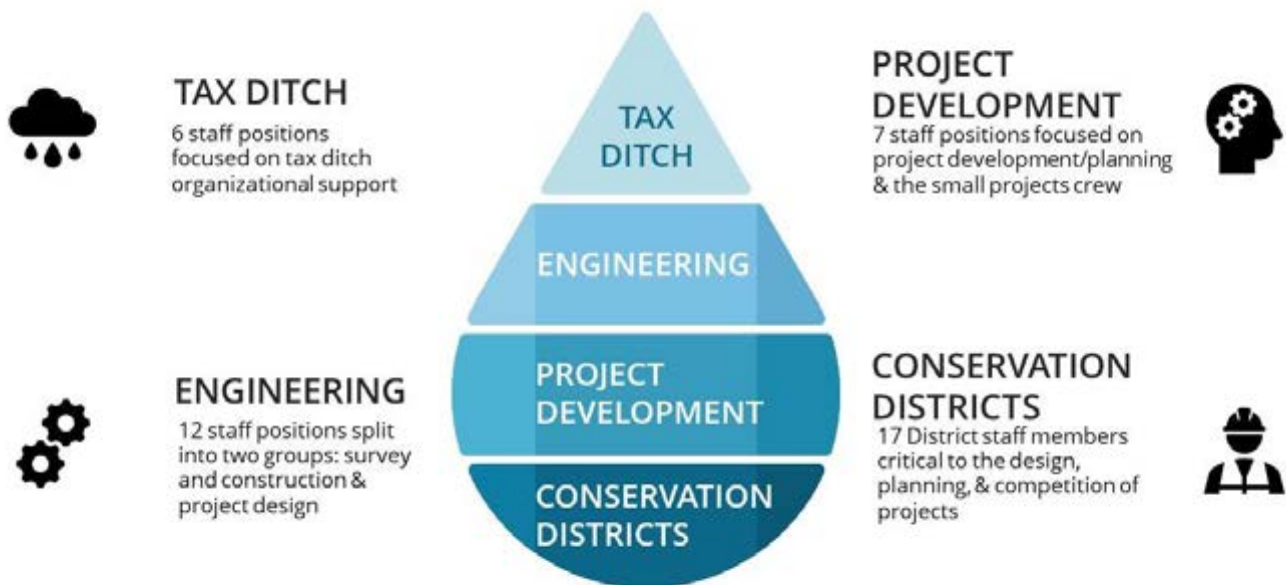 TAX DITCH
6 staff positions
focused on tax ditch
organizational support
ENGINEERING
12 staff positions split
into two groups: survey
and construction &
project design
TAX
DITCH
ENGINEERING
PROJECT
DEVELOPMENT
CONSERVATION
DISTRICTS
PROJECT
DEVELOPMENT
7 staff positions focused on
project development/planning
& the small projects crew
CONSERVATION
DISTRICTS
17 District staff members
critical to the design,
planning, & competition of
projects